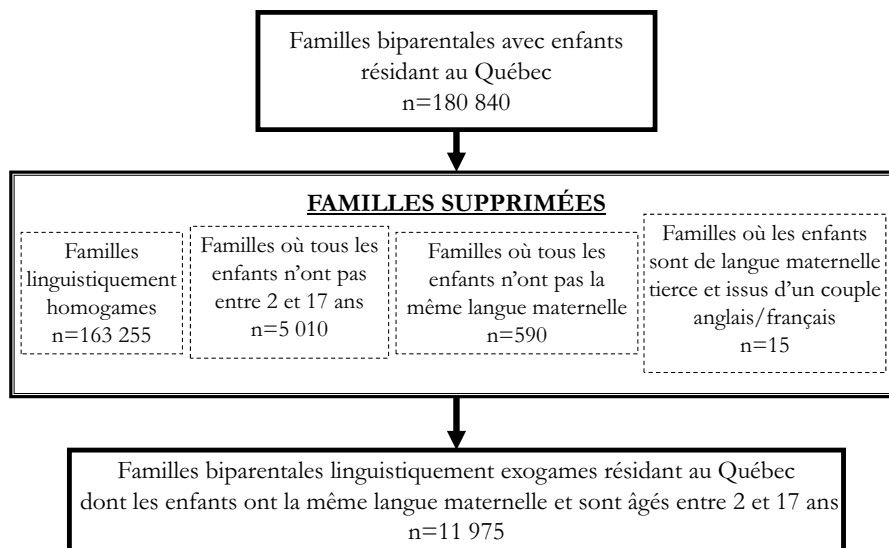 Familles biparentales avec enfants
résidant au Québec
n=180 840
FAMILLES SUPPRIMÉES
Familles
linguistiquement
homogames
n=163 255
Familles où tous les
enfants n’ont pas
entre 2 et 17 ans
n=5 010
Familles où tous les
enfants n’ont pas la
même langue maternelle
n=590
Familles où les enfants
sont de langue maternelle
tierce et issus d’un couple
anglais/français
n=15
Familles biparentales linguistiquement exogames résidant au Québec
dont les enfants ont la même langue maternelle et sont âgés entre 2 et 17 ans
n=11 975